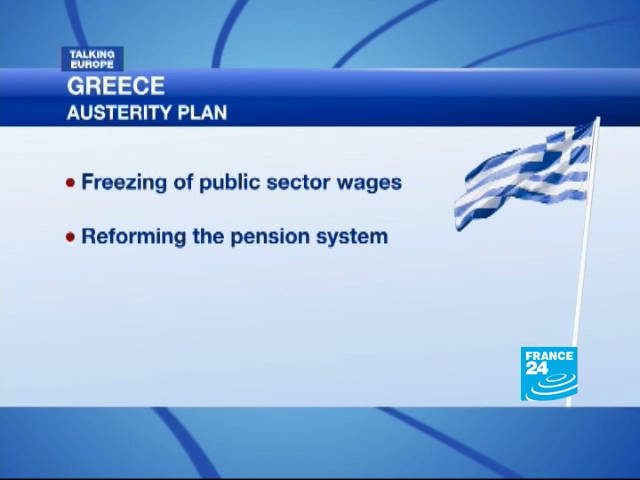 TALKING
EUROPE
GREECE
AUSTERITY PLAN
• Freezing of public sector wages
• Reforming the pension system
FRANCE
24